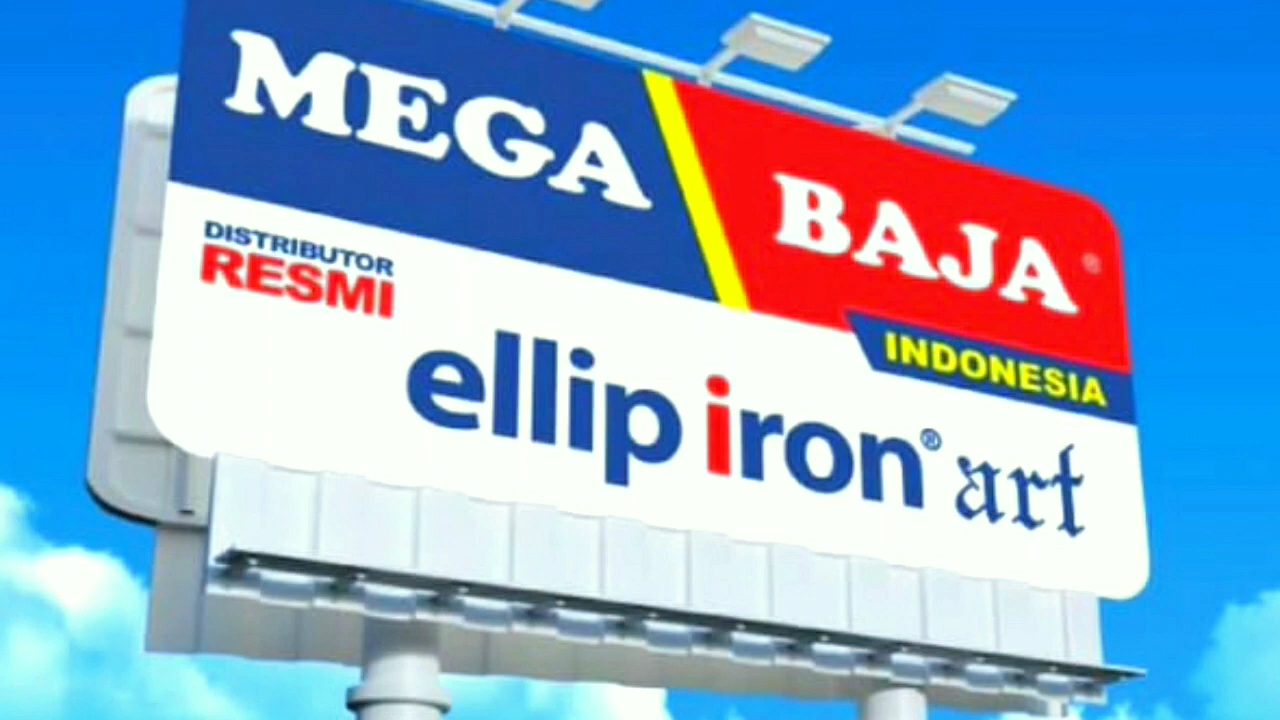 MEGA BAJA ®
INDONESIA
DISTRIBUTOR
RESMI
ellip iron® art